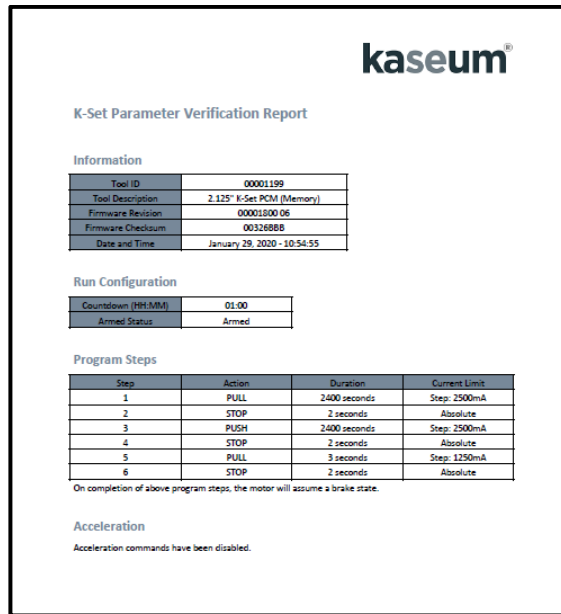 kaseum®
K-Set Parameter Verification Report
Information
Tool ID 00001199
Tool Description 2.125" K-Set PCM (Memory)
Firmware Revision 00001800 06
Firmware Checksum 00326BBB
Date and Time January 29, 2020 - 10:54:55
Run Configuration
Countdown (HH:MM) 01:00
Armed Status Armed
Program Steps
Step Action Duration Current Limit
1 PULL 2400 seconds Step: 2500mA
2 STOP 2 seconds Absolute
3 PUSH 2400 seconds Step: 2500mA
4 STOP 2 seconds Absolute
5 PULL 3 seconds Step: 1250mA
6 STOP 2 seconds Absolute
On completion of above program steps, the motor will assume a brake state.
Acceleration
Acceleration commands have been disabled.